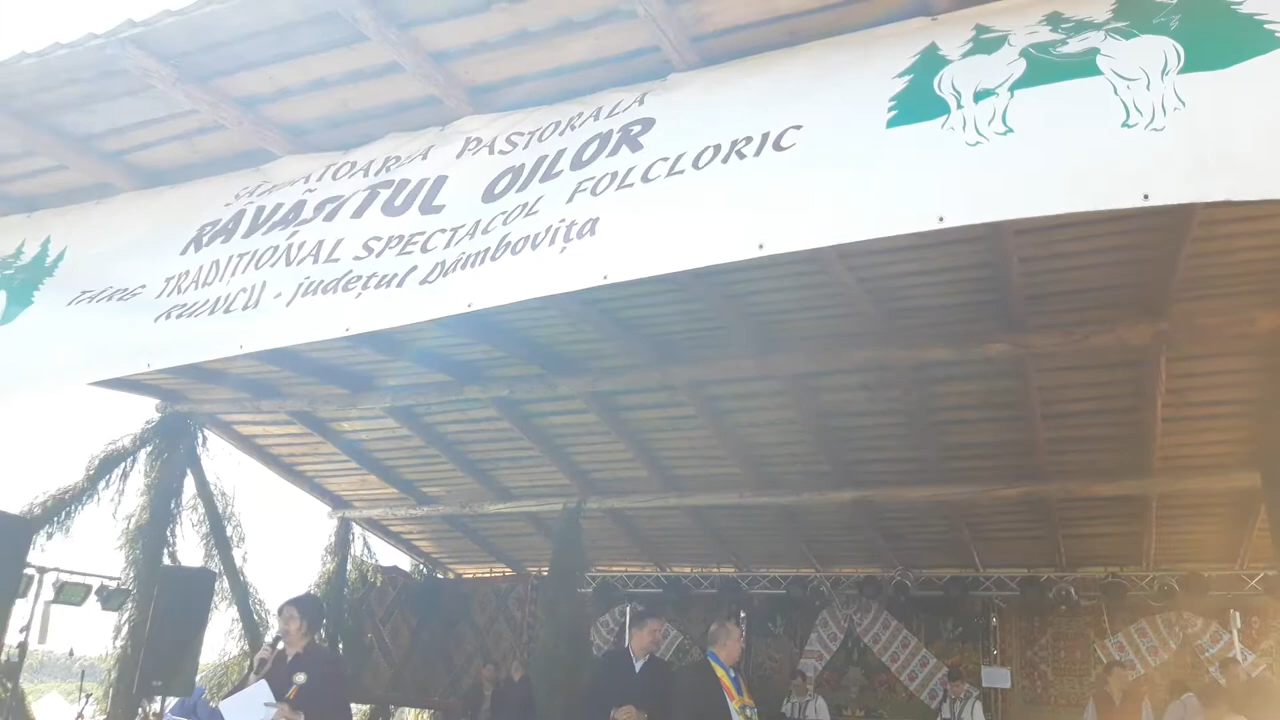 SĂRBĂTOAREA PASTORALĂ
RĂVĂȘITUL OILOR
TÂRG TRADIȚIONAL SPECTACOL FOLCLORIC
RUNCU - județul Dâmbovița